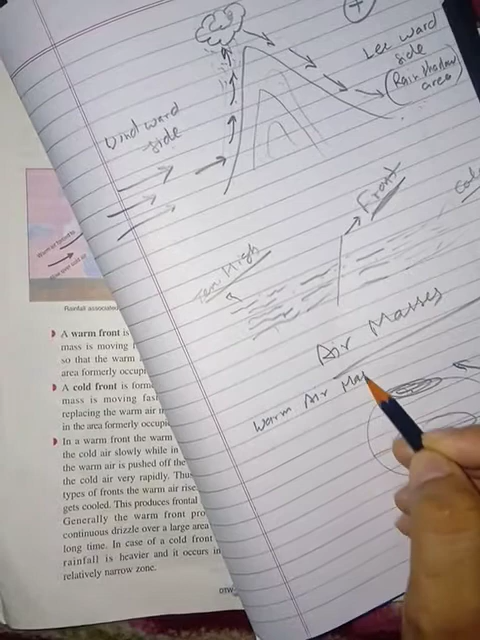 +
Lee ward
side
(Rain shadow
area)
Wind ward
side
Front
Tem High
Air Masses
Warm Air Mas
Rainfall associated
A warm front is
mass is moving
so that the warm
area formerly occup
A cold front is forme
mass is moving fas
replacing the warm air
in the area formerly occupi
In a warm front the warm
the cold air slowly while in
the warm air is pushed off the
the cold air very rapidly. Thus
types of fronts the warm air rise
gets cooled. This produces frontal
Generally the warm front pro
continuous drizzle over a large area
long time. In case of a cold front
rainfall is heavier and it occurs in
relatively narrow zone.